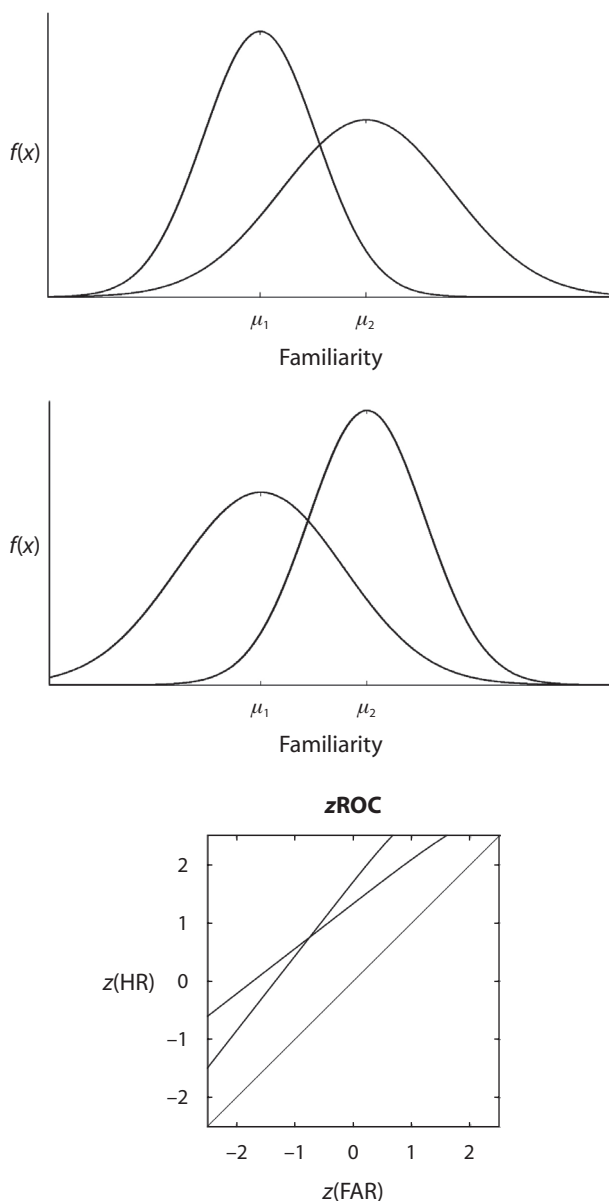 f(x)
μ1 μ2
Familiarity
f(x)
μ1 μ2
Familiarity
zROC
2
1
z(HR) 0
−1
−2
−2 −1 0 1 2
z(FAR)